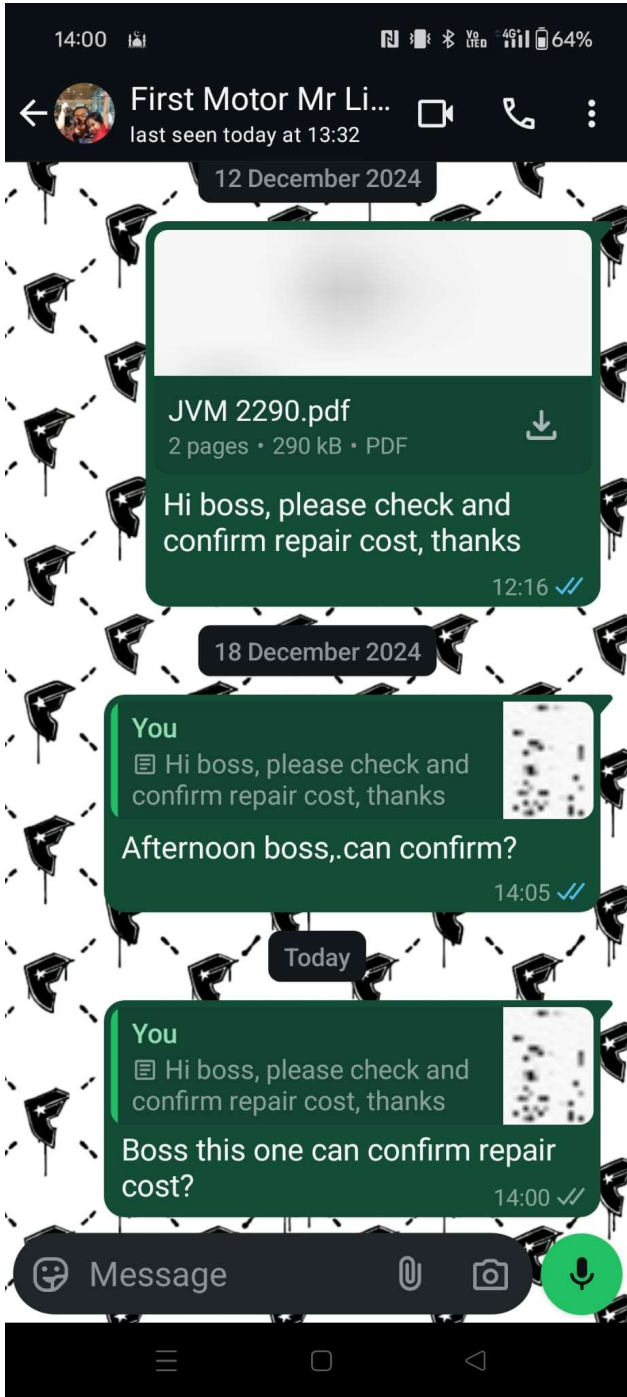 14:00
VO LTED 4G+ 64%
First Motor Mr Li...
last seen today at 13:32
12 December 2024
JVM 2290.pdf
2 pages • 290 kB • PDF
Hi boss, please check and
confirm repair cost, thanks
12:16
18 December 2024
You
Hi boss, please check and
confirm repair cost, thanks
Afternoon boss,.can confirm?
14:05
Today
You
Hi boss, please check and
confirm repair cost, thanks
Boss this one can confirm repair
cost?
14:00
Message